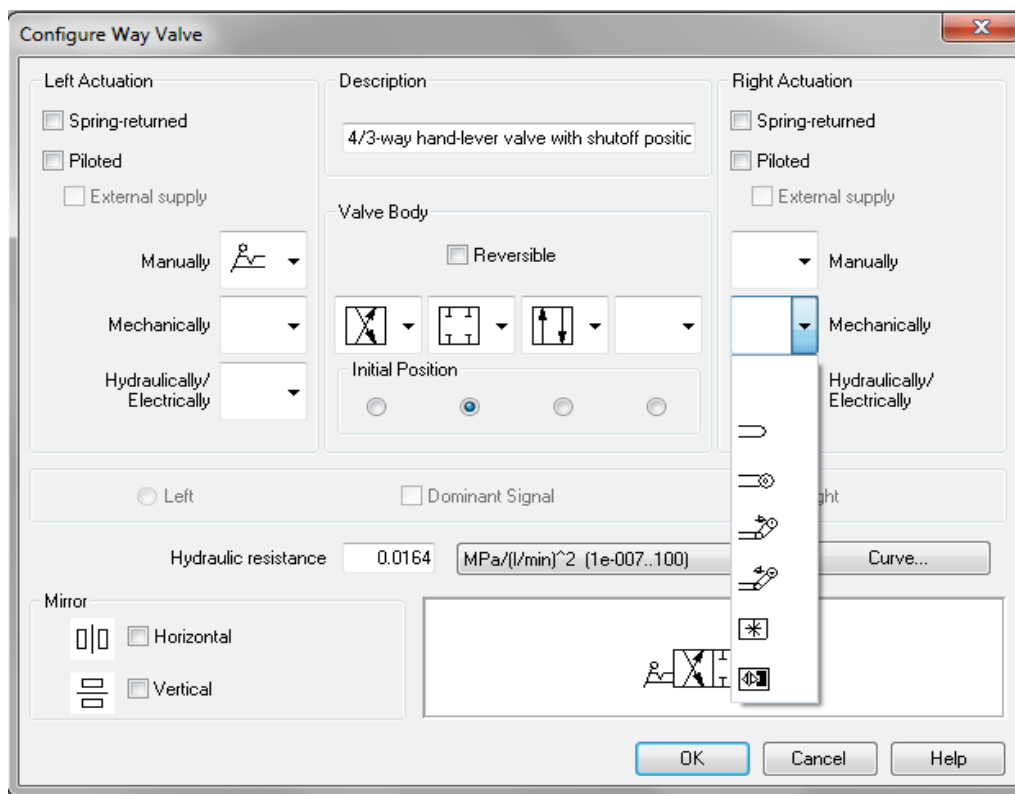 Configure Way Valve
Left Actuation
Spring-returned
Piloted
External supply
Manually
Mechanically
Hydraulically/
Electrically
Description
4/3-way hand-lever valve with shutoff positic
Valve Body
Reversible
Initial Position
Right Actuation
Spring-returned
Piloted
External supply
Manually
Mechanically
Hydraulically/
Electrically
Left
Dominant Signal
ght
Hydraulic resistance
0.0164
MPa/(l/min)^2 (1e-007..100)
Curve...
Mirror
Horizontal
Vertical
OK
Cancel
Help